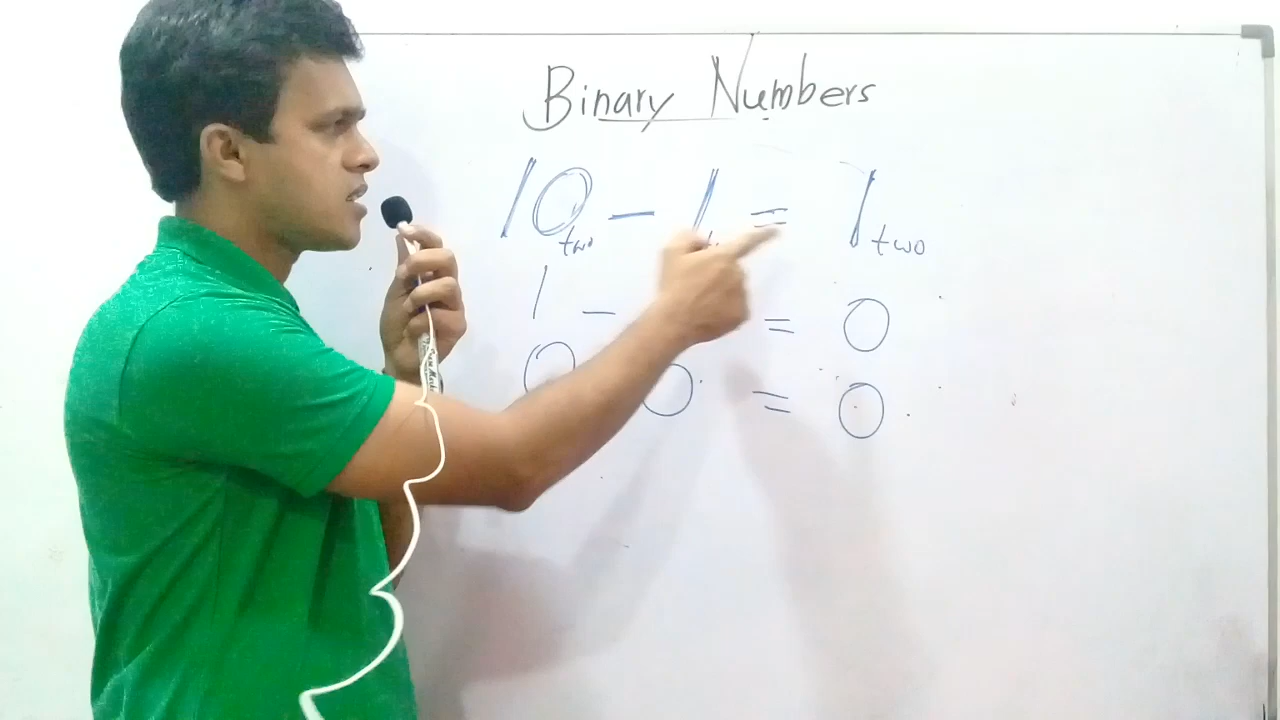 Binary Numbers
10two - 1 = 1two
1 - = 0
0 0 = 0